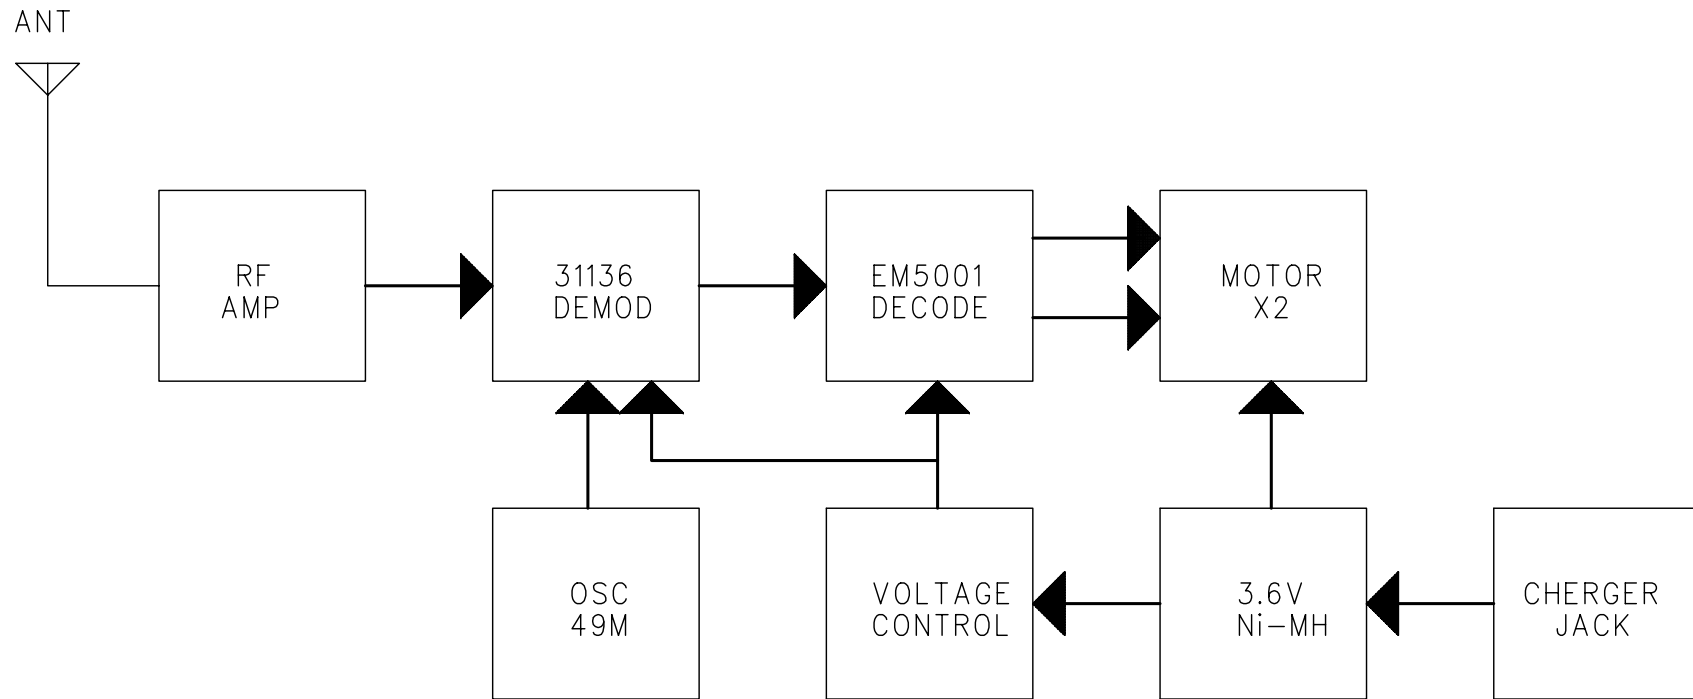 ANT
RF
AMP
31136
DEMOD
EM5001
DECODE
MOTOR
X2
OSC
49M
VOLTAGE
CONTROL
3.6V
Ni-MH
CHERGER
JACK